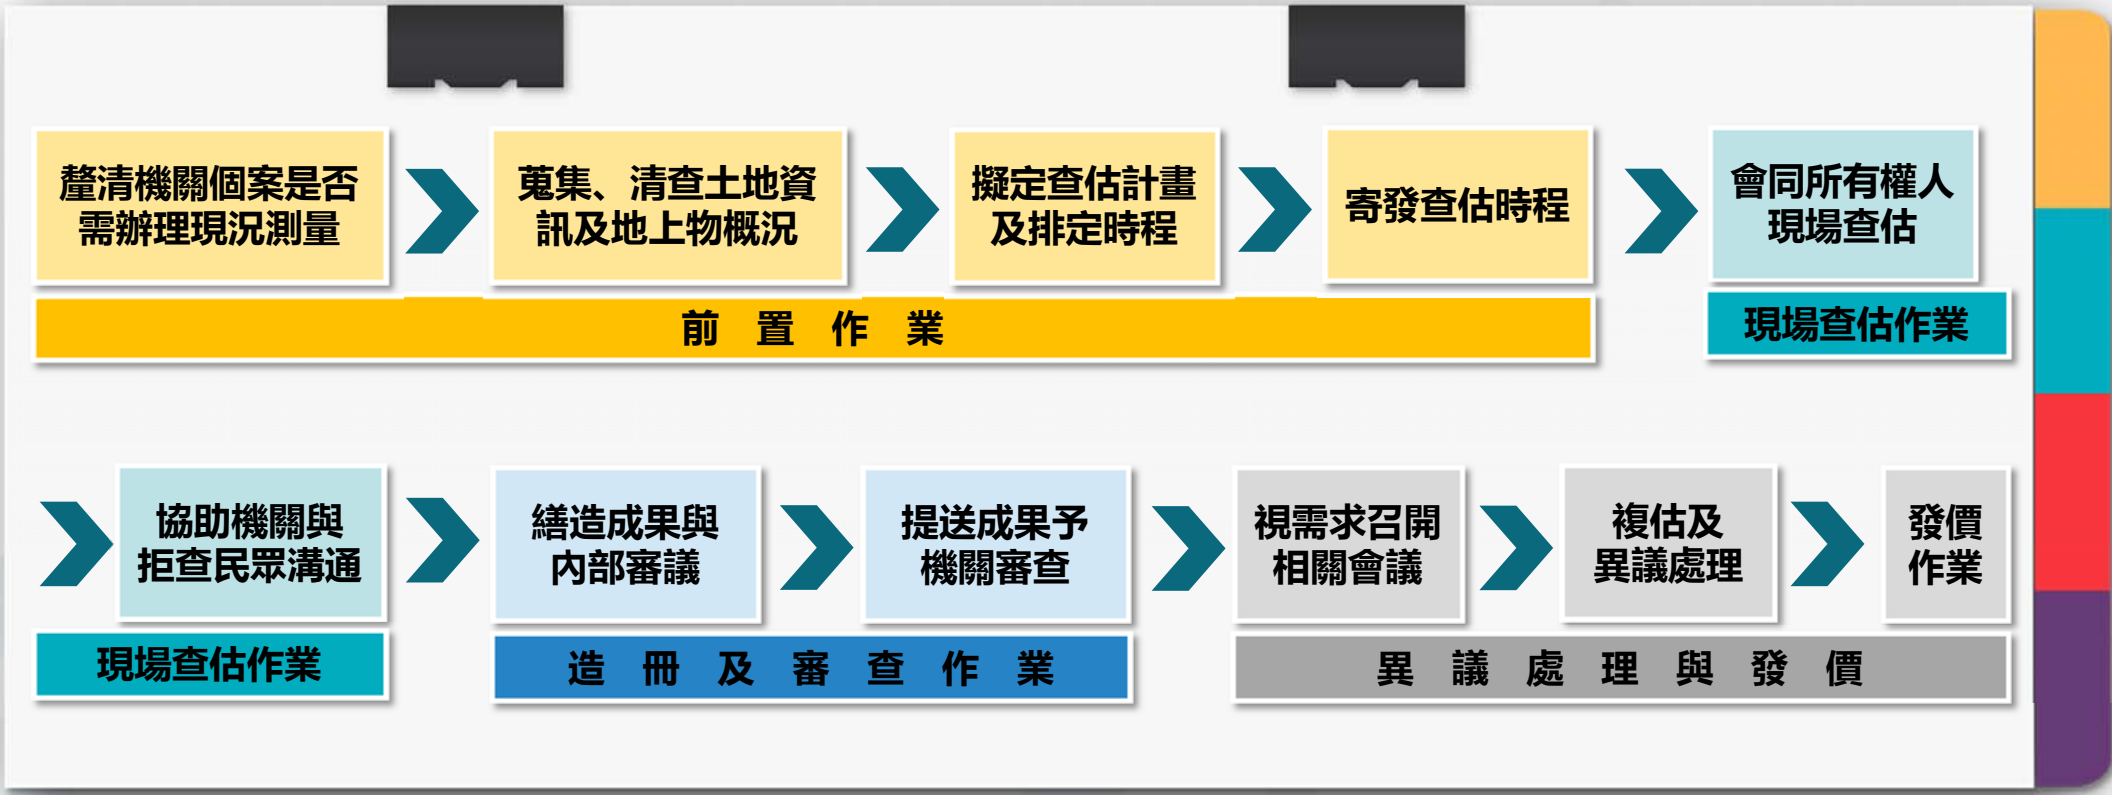 釐清機關個案是否
需辦理現況測量
蒐集、清查土地資
訊及地上物概況
擬定查估計畫
及排定時程
寄發查估時程
會同所有權人
現場查估
前置作業
現場查估作業
協助機關與
拒查民眾溝通
繕造成果與
內部審議
提送成果予
機關審查
視需求召開
相關會議
複估及
異議處理
發價
作業
現場查估作業
造冊及審查作業
異議處理與發價